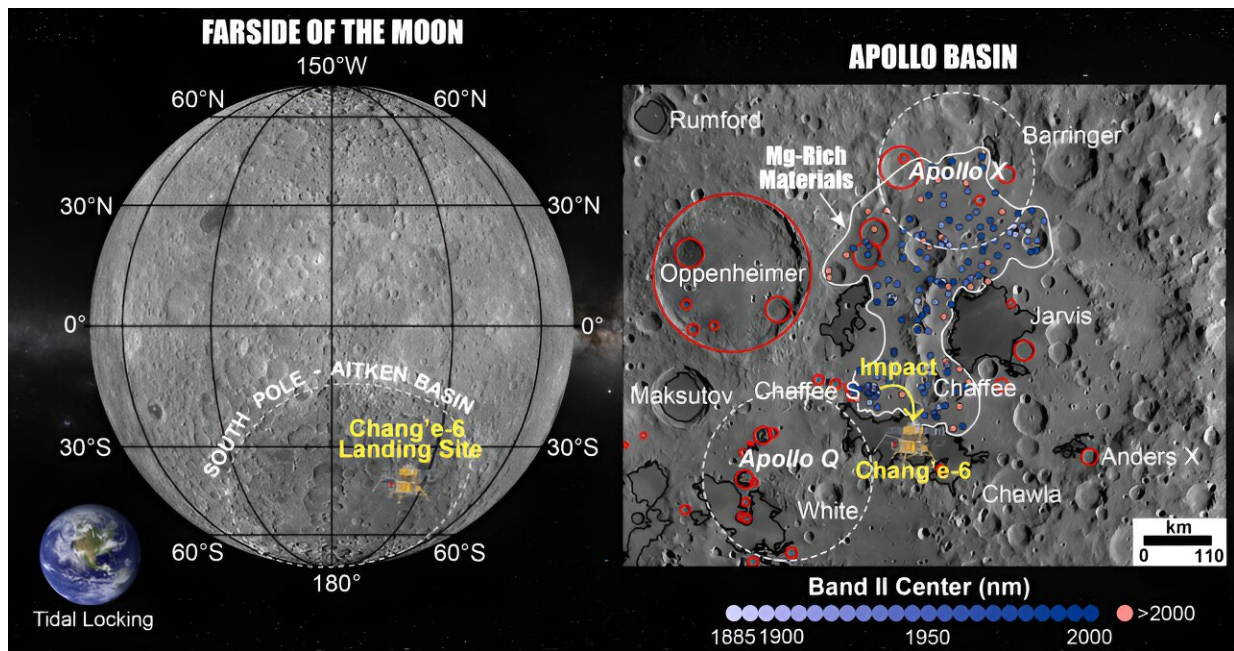 FARSIDE OF THE MOON
150°W
60°N
60°N
30°N
30°N
0°
0°
SOUTH POLE - AITKEN BASIN
Chang'e-6
Landing Site
30°S
30°S
60°S
60°S
180°
Tidal Locking
APOLLO BASIN
Rumford
Barringer
Mg-Rich
Materials
Apollo X
Oppenheimer
Jarvis
Impact
Maksutov
Chaffee S
Chaffee
Apollo Q
Chang'e-6
Anders X
White
Chawla
km
0 110
Band II Center (nm)
1885 1900 1950 2000 >2000